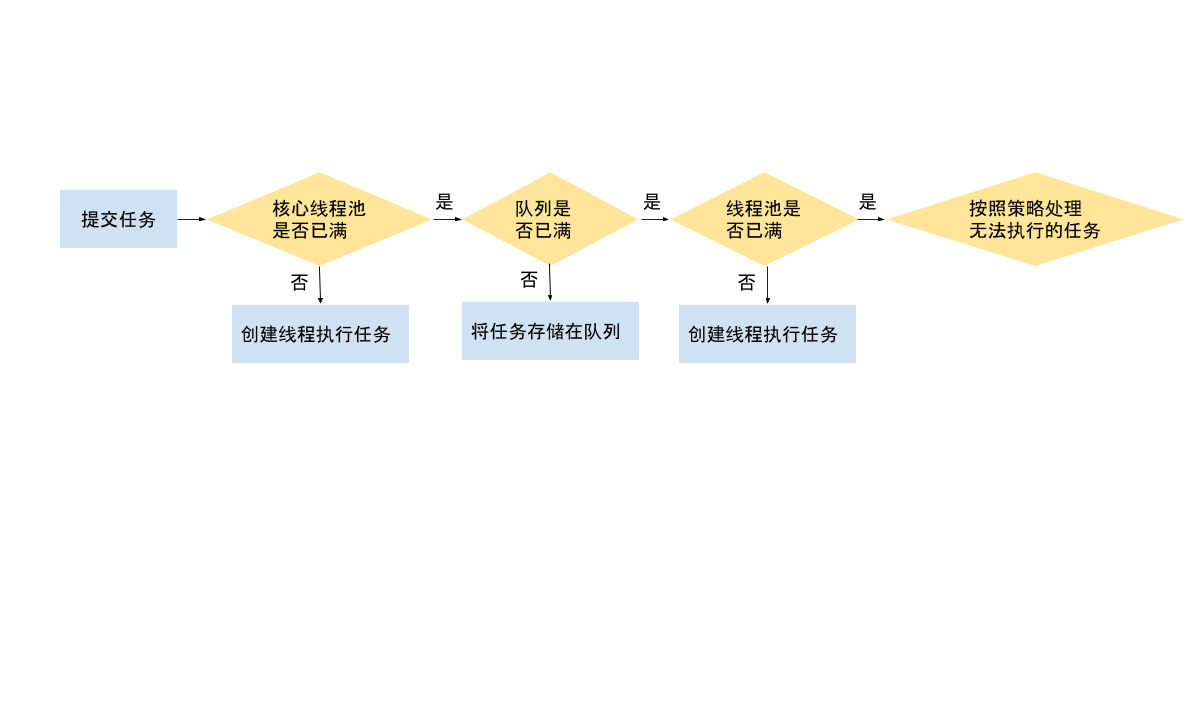 提交任务
核心线程池
是否已满
是
队列是
否已满
是
线程池是
否已满
是
按照策略处理
无法执行的任务
否
创建线程执行任务
否
将任务存储在队列
否
创建线程执行任务